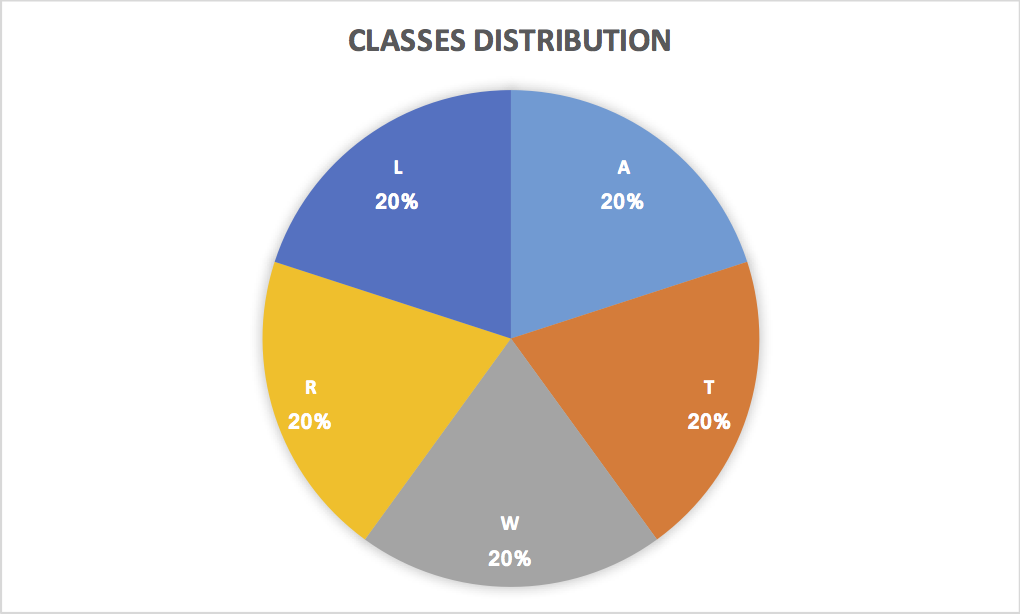 CLASSES DISTRIBUTION
L
20%
A
20%
R
20%
T
20%
W
20%